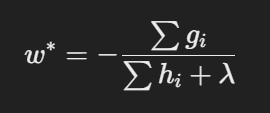 w* = − ∑ gᵢ / (∑ hᵢ + λ)